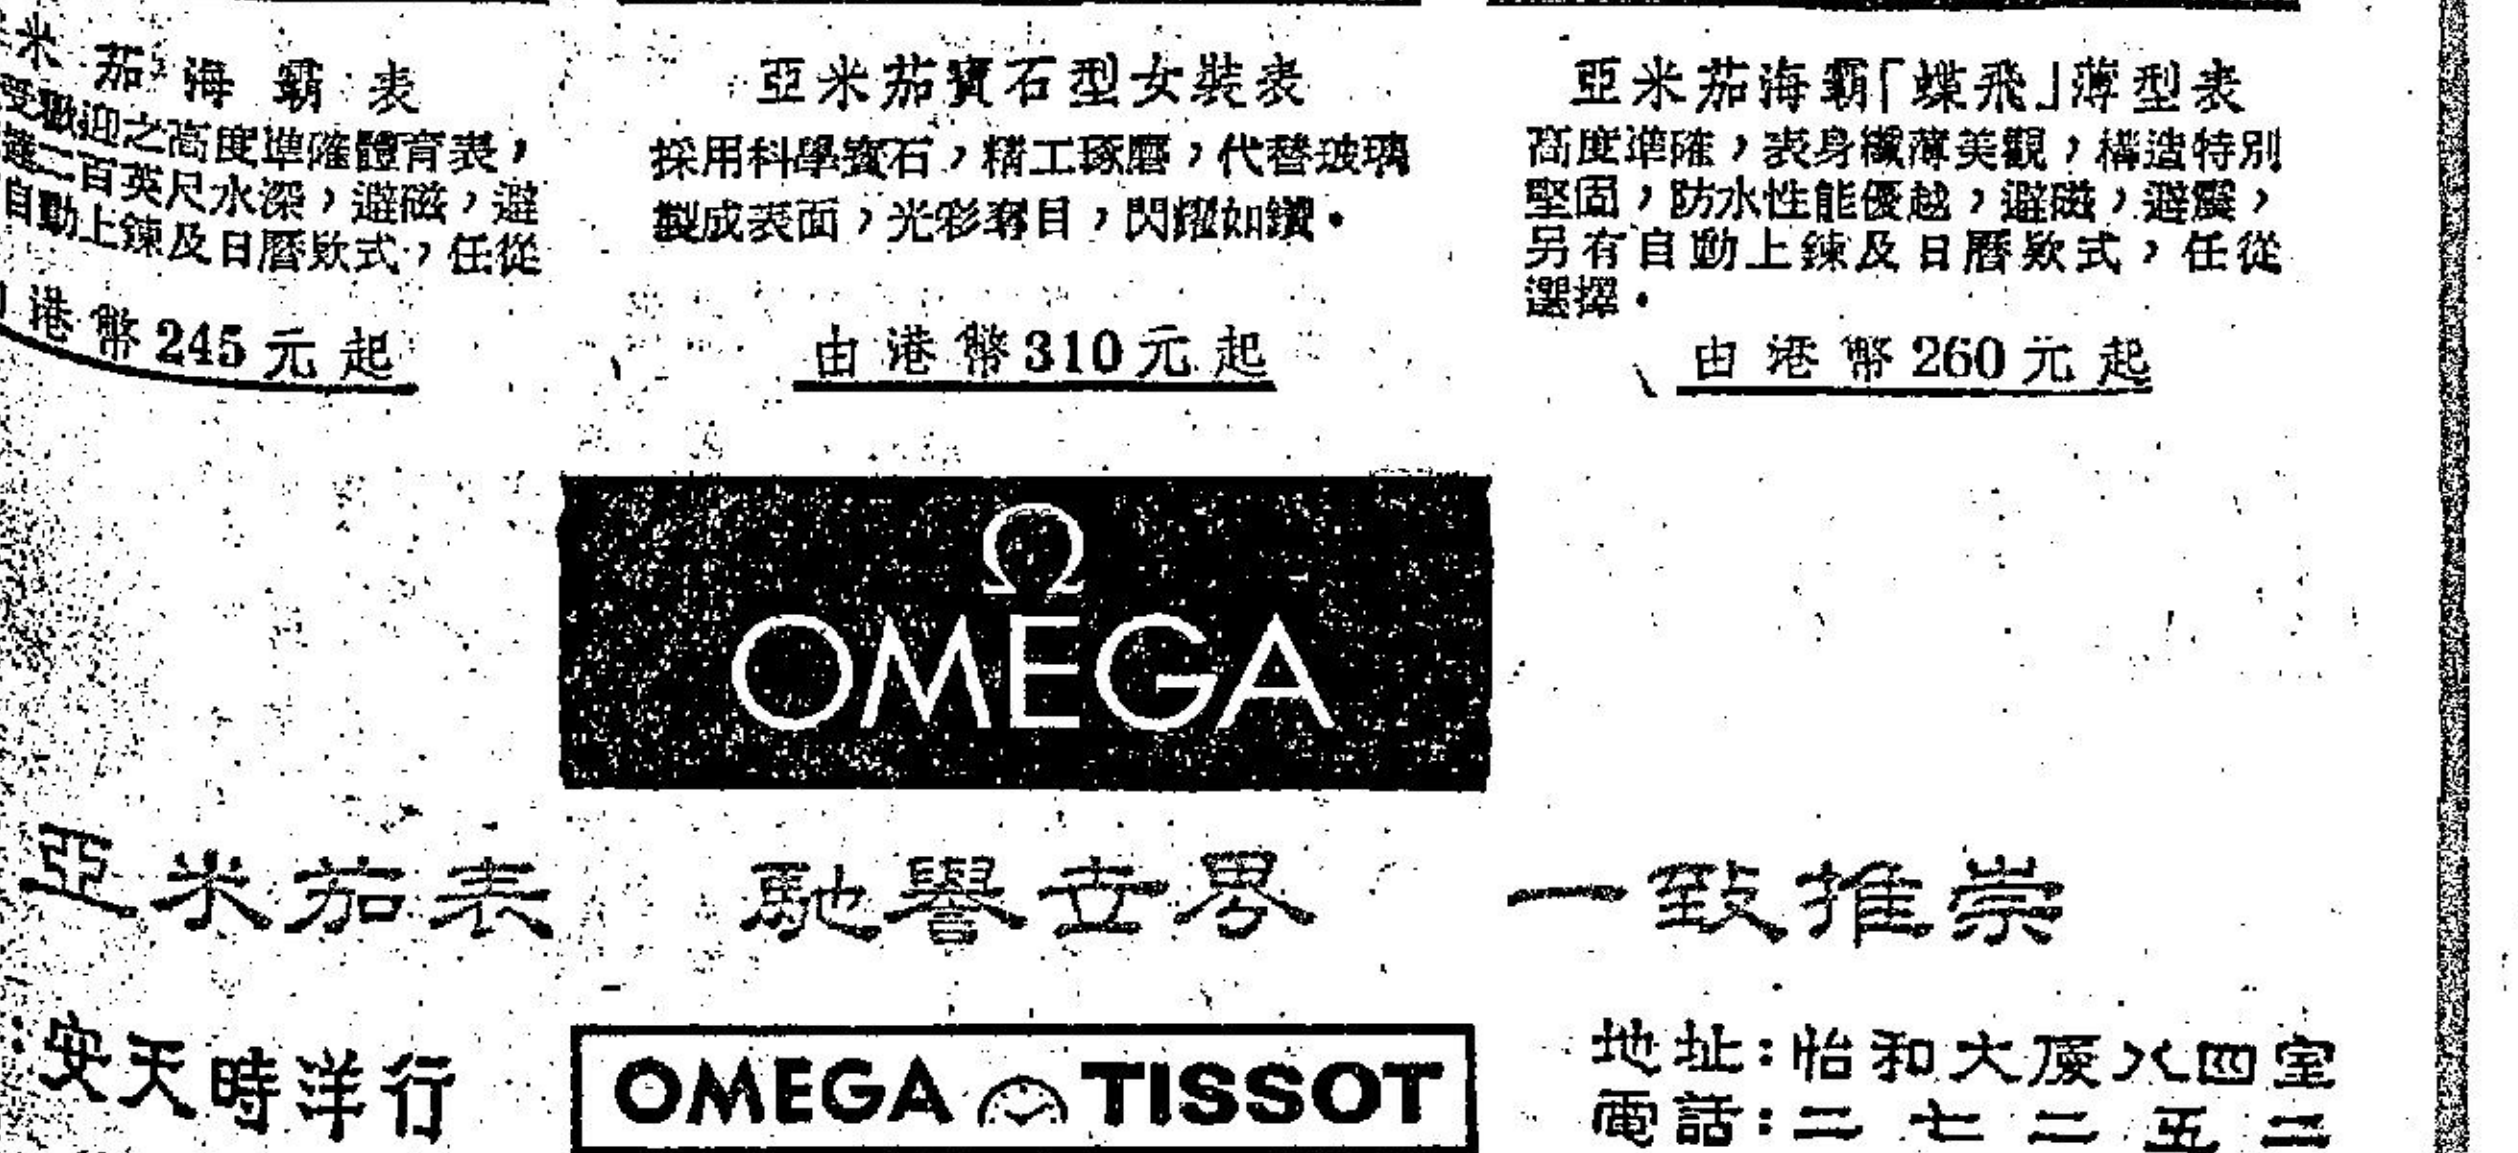 米茄海霸表
受歡迎之高度準確體育表，
達二百英尺水深，避磁，避
自動上鍊及日曆欵式，任從
港幣245元起
亞米茄寶石型女裝表
採用科學寶石，精工琢磨，代替玻璃
製成表面，光彩奪目，閃耀如鑽。
由港幣310元起
亞米茄海霸「蝶飛」薄型表
高度準確，表身纖薄美觀，構造特別
堅固，防水性能優越，避磁，避震，
另有自動上鍊及日曆欵式，任從
選擇。
由港幣260元起
Ω
OMEGA
亞米茄表 馳譽世界 一致推崇
：安天時洋行
OMEGA TISSOT
地址：怡和大廈八四室
電話：二七二五二